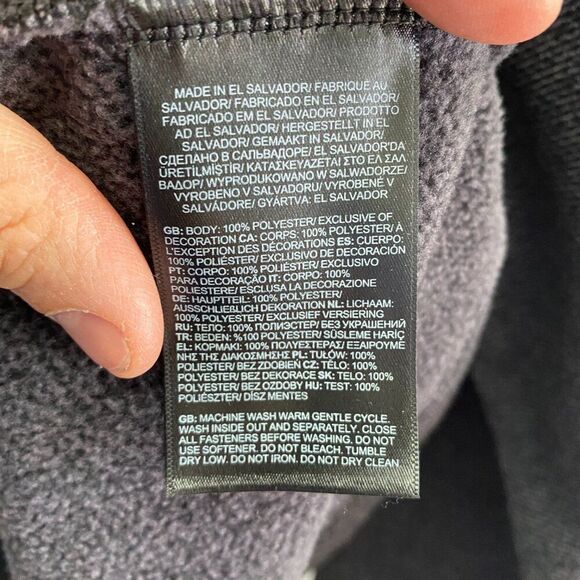 MADE IN EL SALVADOR/ FABRIQUE AU
SALVADOR/ FABRICADO EN EL SALVADOR/
FABRICADO EM EL SALVADOR/ PRODOTTO
AD EL SALVADOR/ HERGESTELLT IN EL
SALVADOR/ GEMAAKT IN SALVADOR/
СДЕЛАНО В САЛЬВАДОРЕ/ EL SALVADOR'DA
ÜRETİLMİŞTİR/ ΚΑΤΑΣΚΕΥΑΖΕΤΑΙ ΣΤΟ ΕΛ ΣΑΛ
ΒΑΔΟΡ/ WYPRODUKOWANO W SALWADORZE/
VYROBENO V SALVADORU/ VYROBENÉ V
SALVÁDORE/ GYÁRTVA: EL SALVADOR
GB: BODY: 100% POLYESTER/ EXCLUSIVE OF
DECORATION CA: CORPS: 100% POLYESTER/ À
L'EXCEPTION DES DÉCORATIONS ES: CUERPO:
100% POLIÉSTER/ EXCLUSIVO DE DECORACIÓN
PT: CORPO: 100% POLIÉSTER/ EXCLUSIVO
PARA DECORAÇÃO IT: CORPO: 100%
POLIESTERE/ ESCLUSA LA DECORAZIONE
DE: HAUPTTEIL: 100% POLYESTER/
AUSSCHLIEẞLICH DEKORATION NL: LICHAAM:
100% POLYESTER/ EXCLUSIEF VERSIERING
RU: ТЕЛО: 100% ПОЛИЭСТЕР/ БЕЗ УКРАШЕНИЙ
TR: BEDEN: %100 POLYESTER/ SÜSLEME HARİÇ
EL: ΚΟΡΜΑΚΙ: 100% ΠΟΛΥΕΣΤΕΡΑΣ/ ΕΞΑΙΡΟΥΜΕ
ΝΗΣ ΤΗΣ ΔΙΑΚΟΣΜΗΣΗΣ PL: TUŁÓW: 100%
POLIESTER/ BEZ OZDÓB CZ: TĚLO: 100%
POLYESTER/ BEZ DEKORACE SK: TELO: 100%
POLYESTER/ BEZ OZDOBY HU: TEST: 100%
POLIÉSZTER/ DÍSZ MENTES
GB: MACHINE WASH WARM GENTLE CYCLE.
WASH INSIDE OUT AND SEPARATELY. CLOSE
ALL FASTENERS BEFORE WASHING. DO NOT
USE SOFTENER. DO NOT BLEACH. TUMBLE
DRY LOW. DO NOT IRON. DO NOT DRY CLEAN